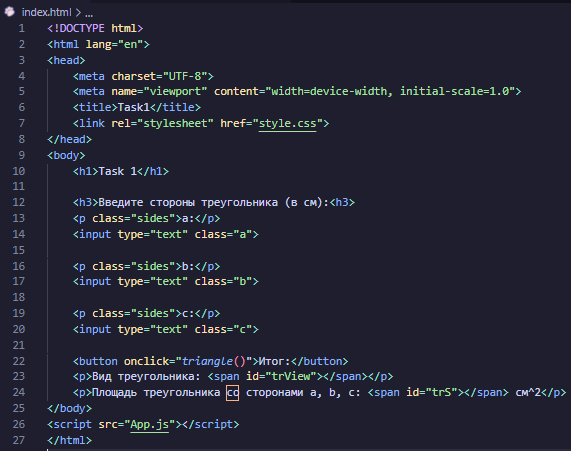 index.html > ...
1 <!DOCTYPE html>
2 <html lang="en">
3 <head>
4     <meta charset="UTF-8">
5     <meta name="viewport" content="width=device-width, initial-scale=1.0">
6     <title>Task1</title>
7     <link rel="stylesheet" href="style.css">
8 </head>
9 <body>
10     <h1>Task 1</h1>
11
12     <h3>Введите стороны треугольника (в см):<h3>
13     <p class="sides">a:</p>
14     <input type="text" class="a">
15
16     <p class="sides">b:</p>
17     <input type="text" class="b">
18
19     <p class="sides">c:</p>
20     <input type="text" class="c">
21
22     <button onclick="triangle()">Итог:</button>
23     <p>Вид треугольника: <span id="trView"></span></p>
24     <p>Площадь треугольника со сторонами a, b, c: <span id="trS"></span> см^2</p>
25 </body>
26 <script src="App.js"></script>
27 </html>